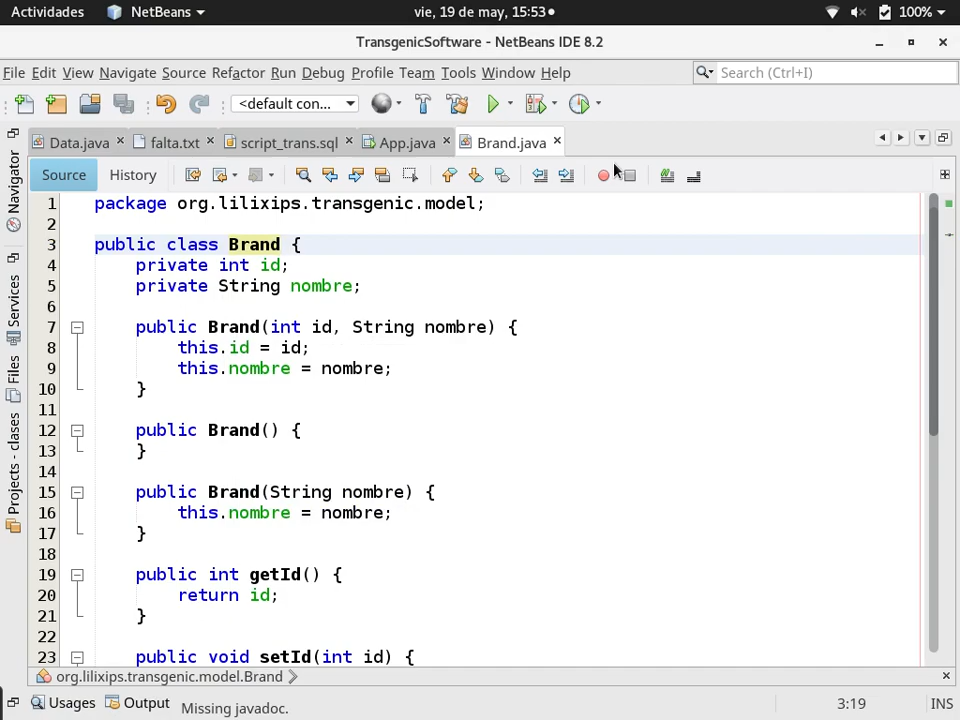 Actividades NetBeans vie, 19 de may, 15:53 100%
TransgenicSoftware - NetBeans IDE 8.2
File Edit View Navigate Source Refactor Run Debug Profile Team Tools Window Help Search (Ctrl+I)
<default con...
Data.java falta.txt script_trans.sql App.java Brand.java
Source History
Navigator
Services
Files
Projects - clases
1 package org.lilixips.transgenic.model;
2
3 public class Brand {
4     private int id;
5     private String nombre;
6
7     public Brand(int id, String nombre) {
8         this.id = id;
9         this.nombre = nombre;
10     }
11
12     public Brand() {
13     }
14
15     public Brand(String nombre) {
16         this.nombre = nombre;
17     }
18
19     public int getId() {
20         return id;
21     }
22
23     public void setId(int id) {
org.lilixips.transgenic.model.Brand
Usages Output Missing javadoc. 3:19 INS